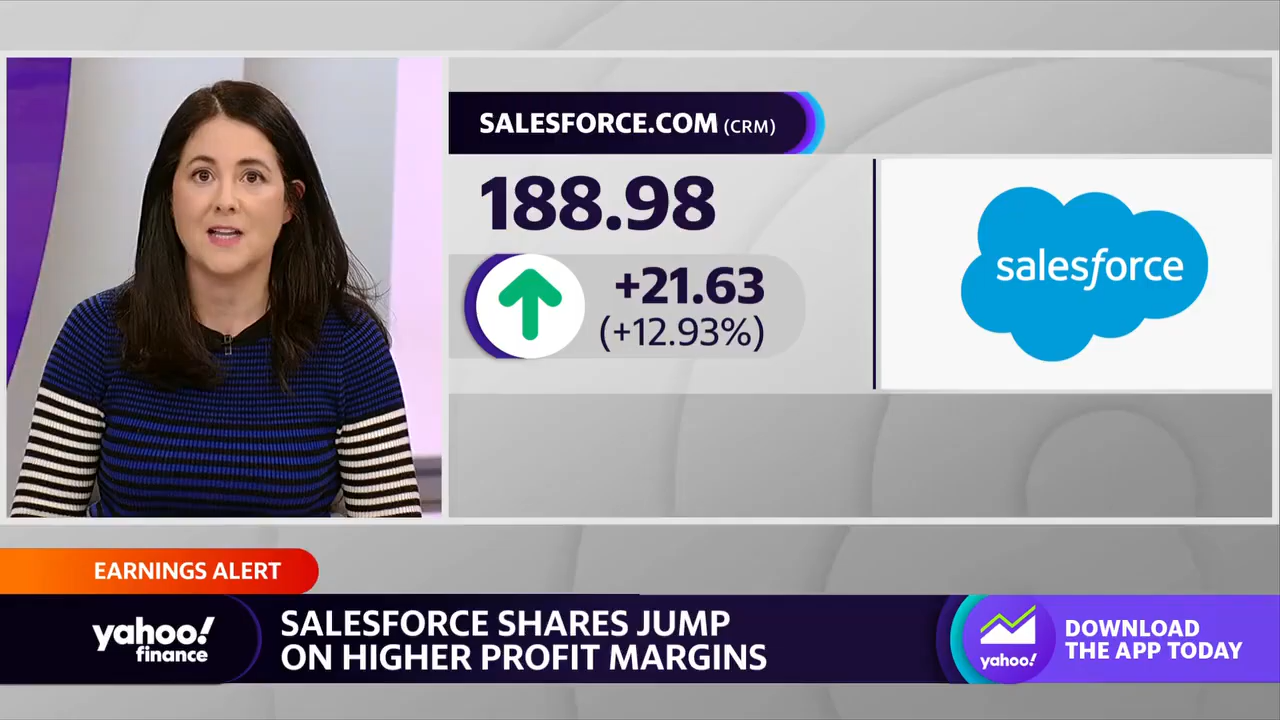 SALESFORCE.COM (CRM)
188.98
+21.63
(+12.93%)
salesforce
EARNINGS ALERT
yahoo!
finance
SALESFORCE SHARES JUMP
ON HIGHER PROFIT MARGINS
yahoo!
DOWNLOAD
THE APP TODAY